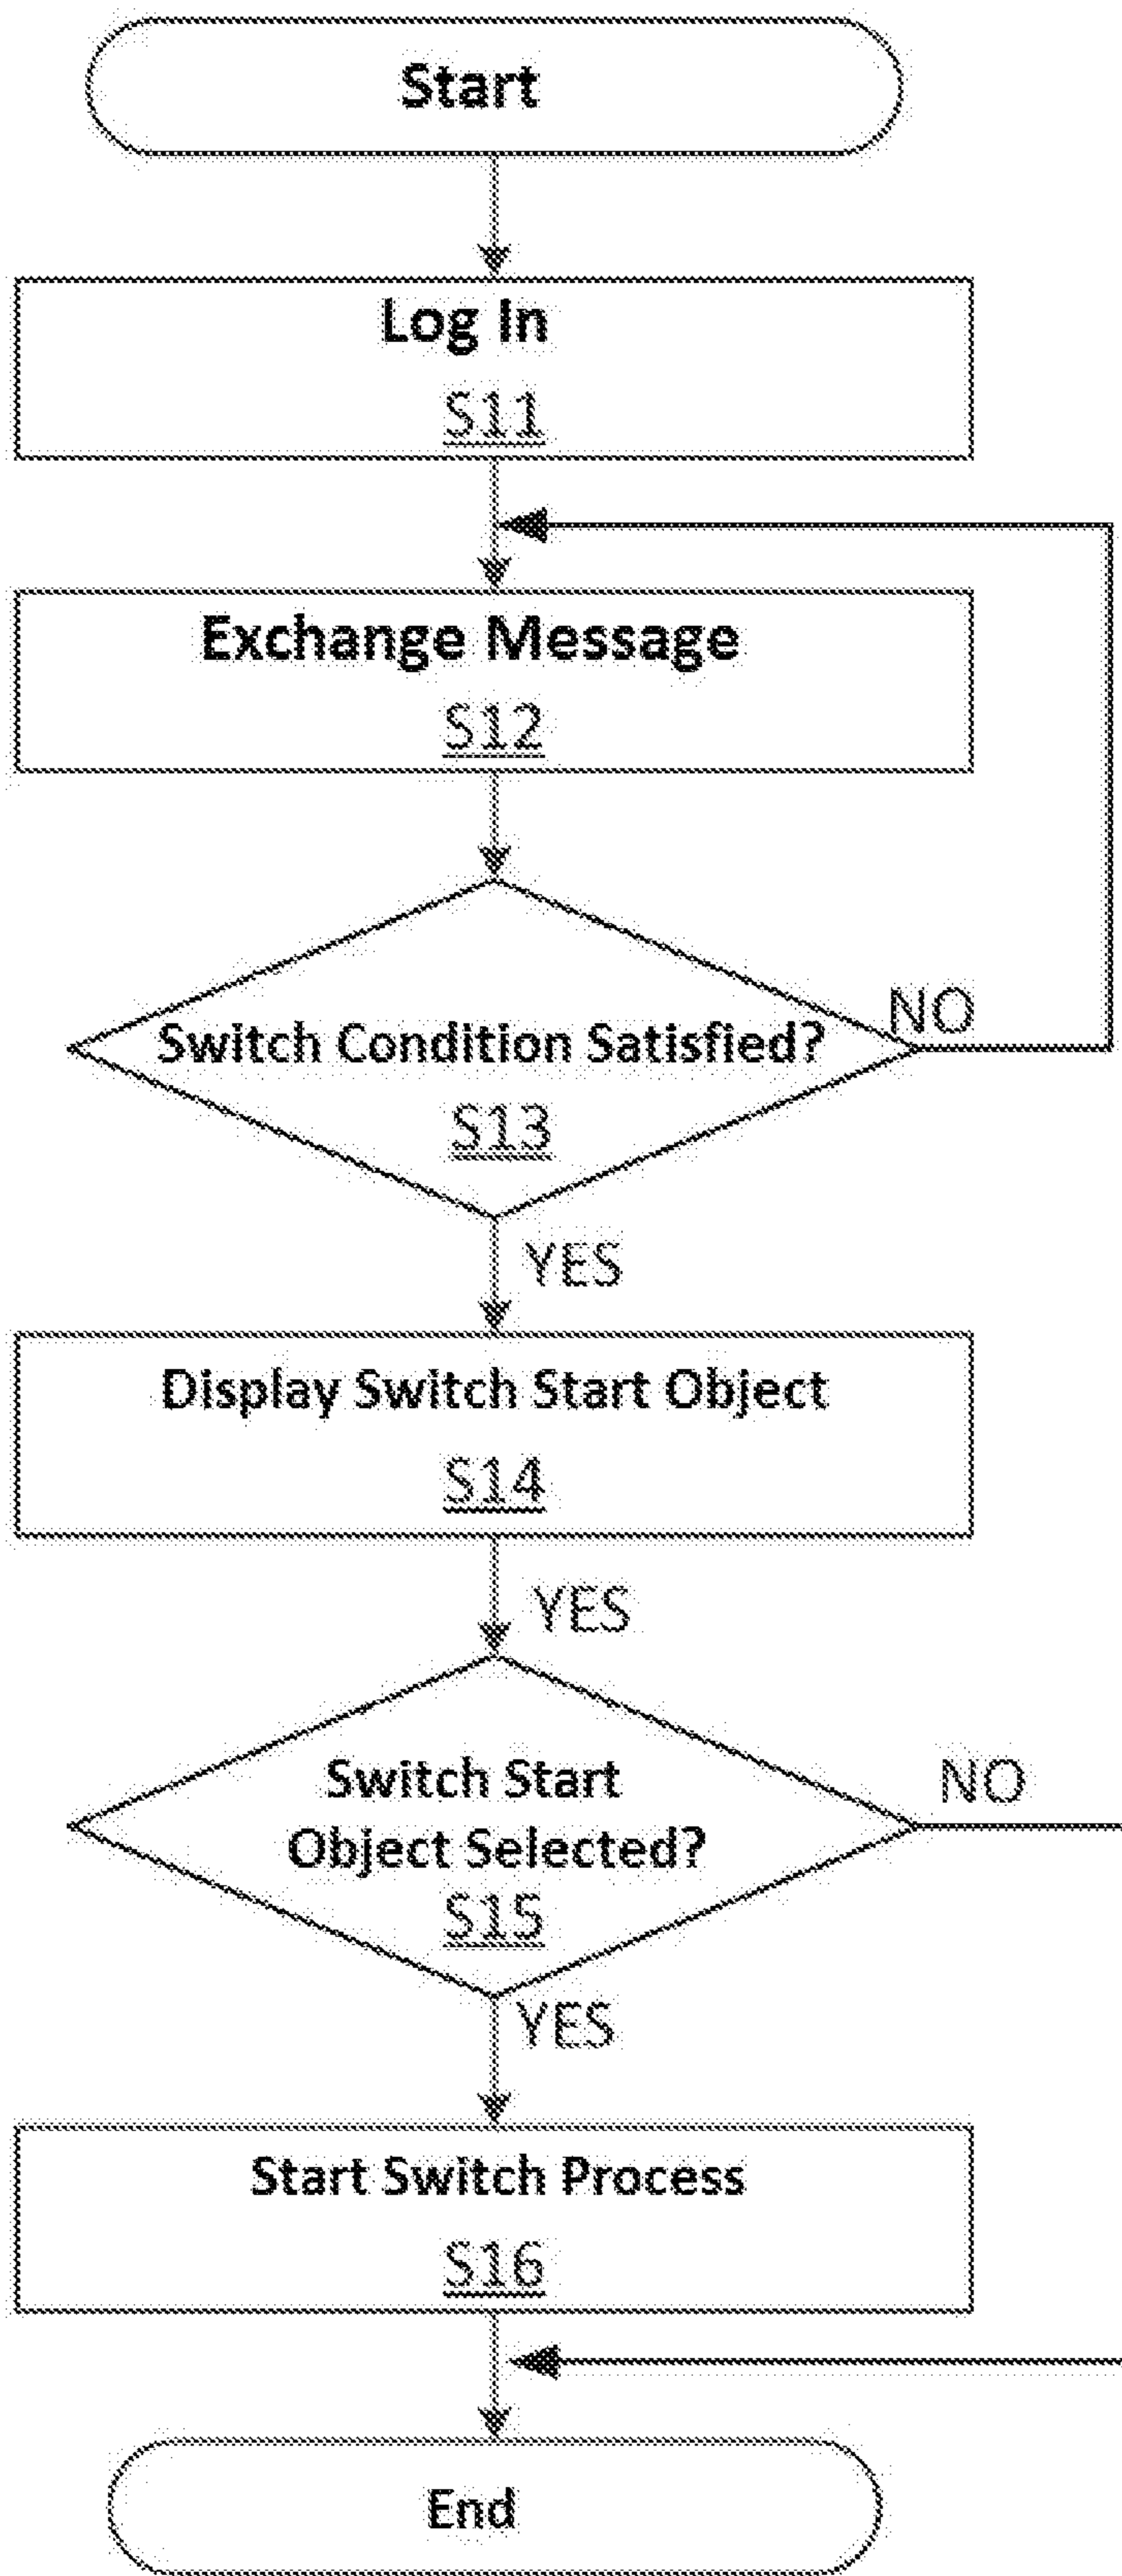 Start
Log In
S11
Exchange Message
S12
NO
Switch Condition Satisfied?
S13
YES
Display Switch Start Object
S14
YES
Switch Start
NO
Object Selected?
S15
YES
Start Switch Process
S16
End